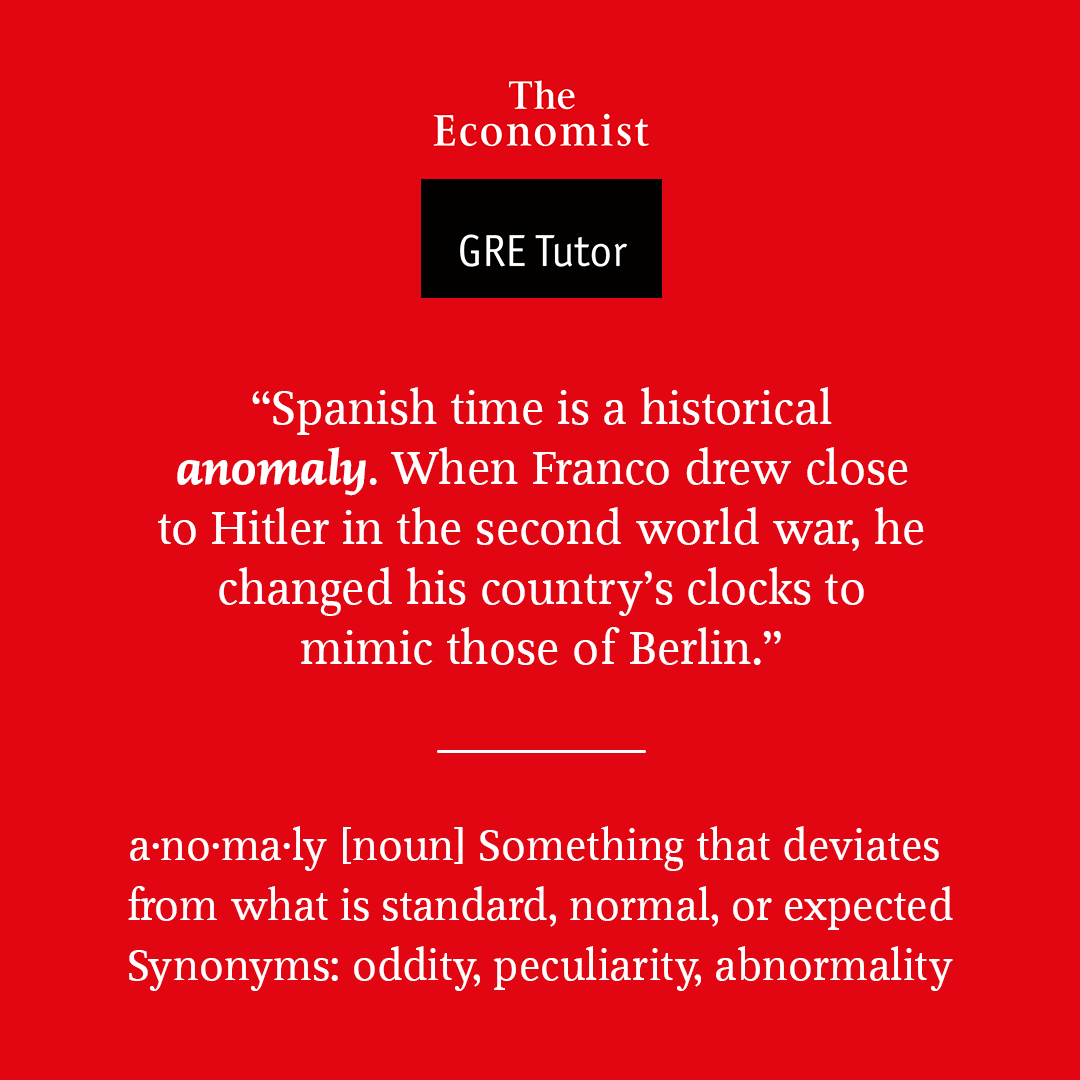 The
Economist
GRE Tutor
“Spanish time is a historical
anomaly. When Franco drew close
to Hitler in the second world war, he
changed his country’s clocks to
mimic those of Berlin.”
a·no·ma·ly [noun] Something that deviates
from what is standard, normal, or expected
Synonyms: oddity, peculiarity, abnormality